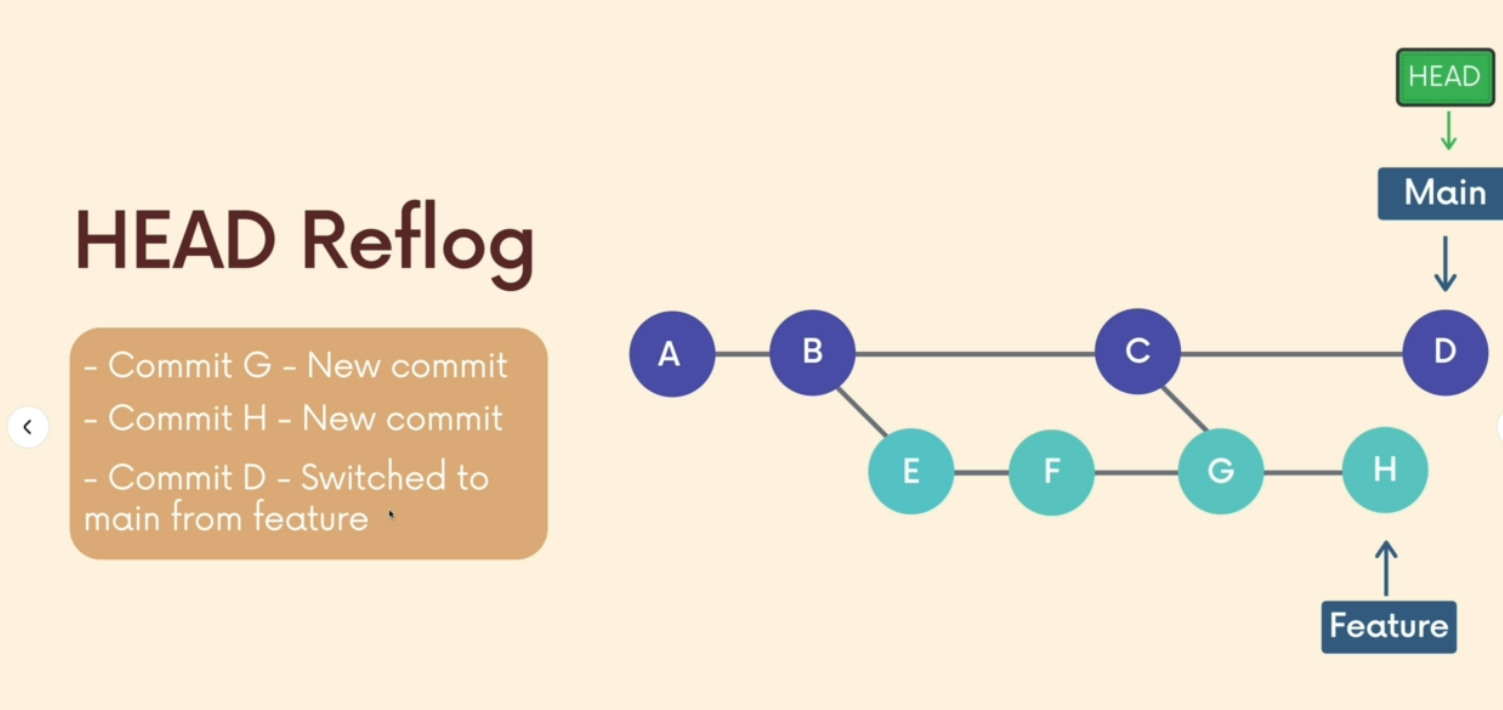 HEAD
Main
HEAD Reflog
- Commit G - New commit
- Commit H - New commit
- Commit D - Switched to
main from feature
A
B
C
D
E
F
G
H
Feature